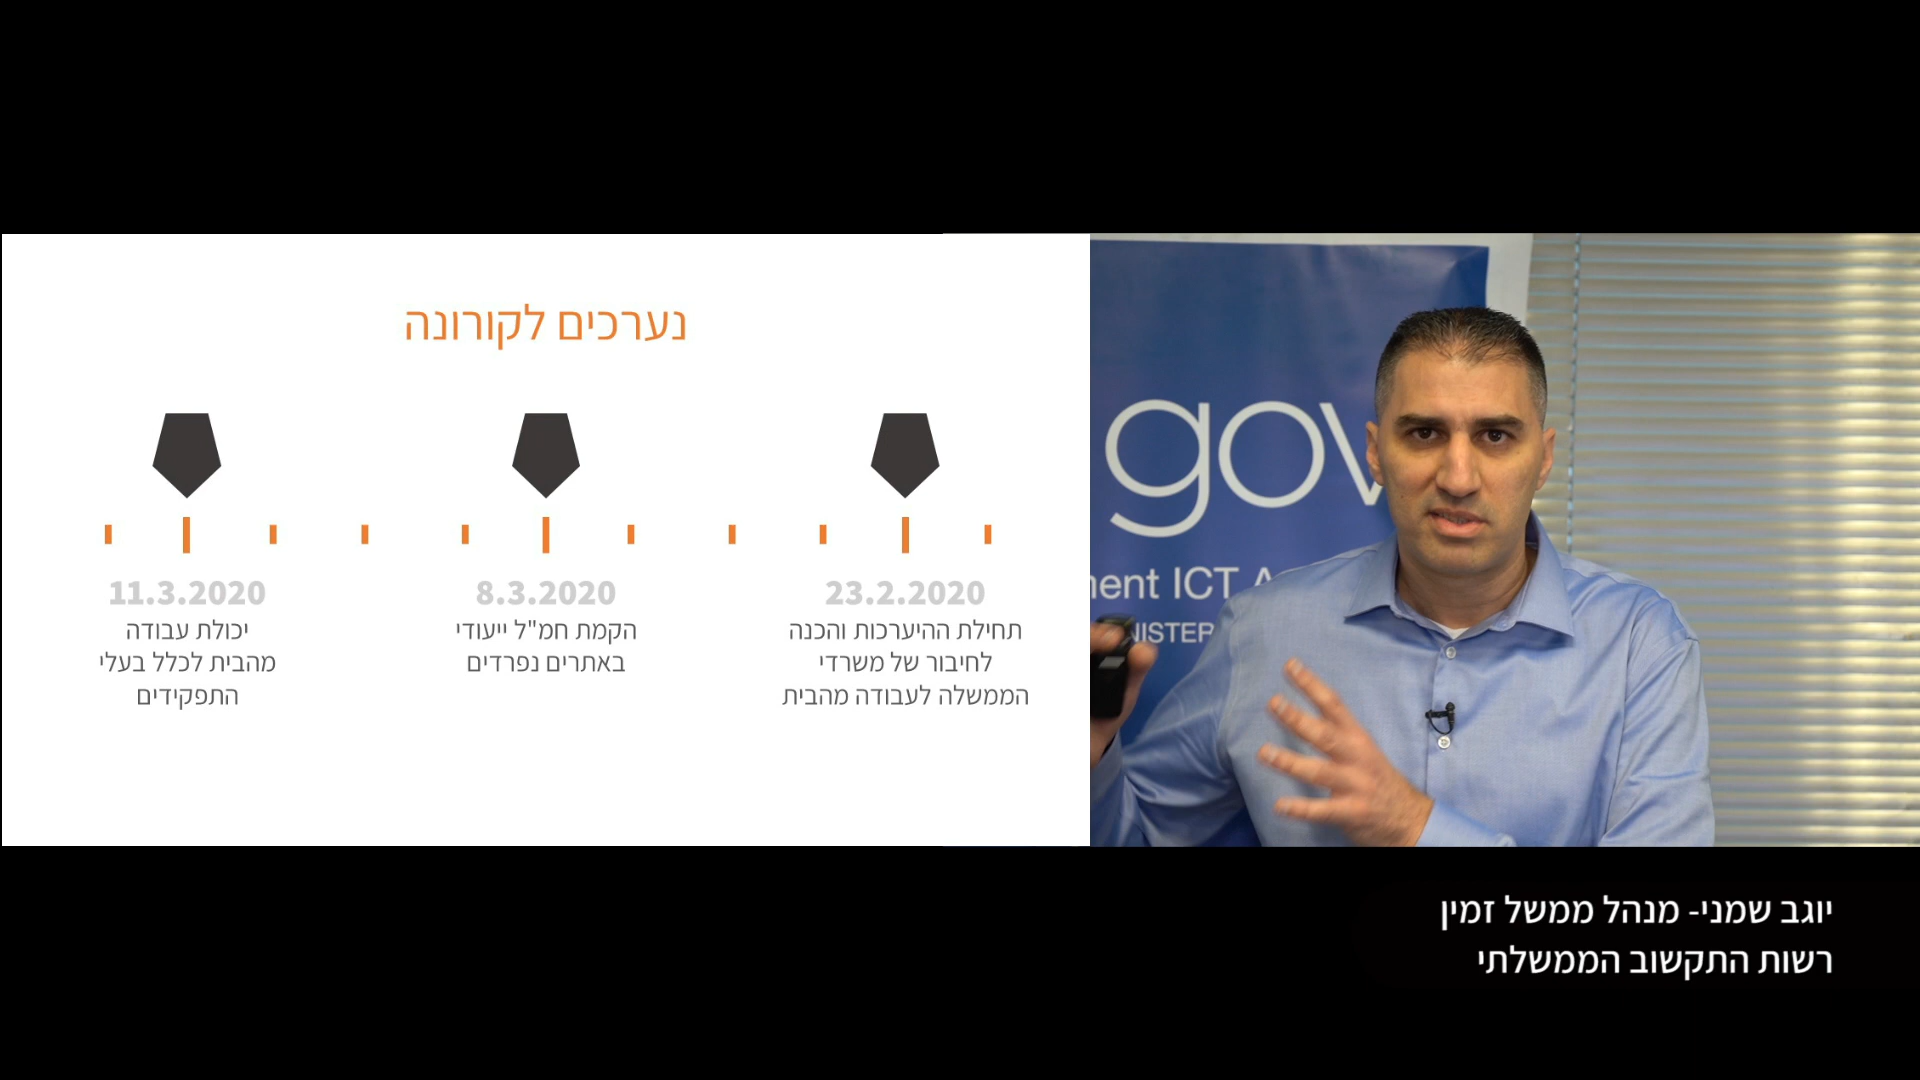 נערכים לקורונה
23.2.2020
תחילת ההיערכות והכנה
לחיבור של משרדי
הממשלה לעבודה מהבית
8.3.2020
הקמת חמ"ל ייעודי
באתרים נפרדים
11.3.2020
יכולת עבודה
מהבית לכלל בעלי
התפקידים
gov
ment ICT A
NISTER
יוגב שמני- מנהל ממשל זמין
רשות התקשוב הממשלתי